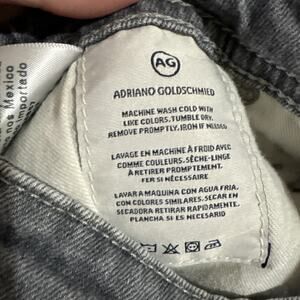 AG
ADRIANO GOLDSCHMIED
MACHINE WASH COLD WITH
LIKE COLORS. TUMBLE DRY.
REMOVE PROMPTLY. IRON IF NEEDED
LAVAGE EN MACHINE À FROID AVEC
COMME COULEURS. SÈCHE-LINGE
À RETIRER PROMPTEMENT.
FER SI NÉCESSAIRE
LAVAR A MAQUINA CON AGUA FRIA.
CON COLORES SIMILARES. SECAR EN
SECADORA RETIRAR RAPIDAMENTE.
PLANCHA SI ES NECESARIO
nos Mexico
importado